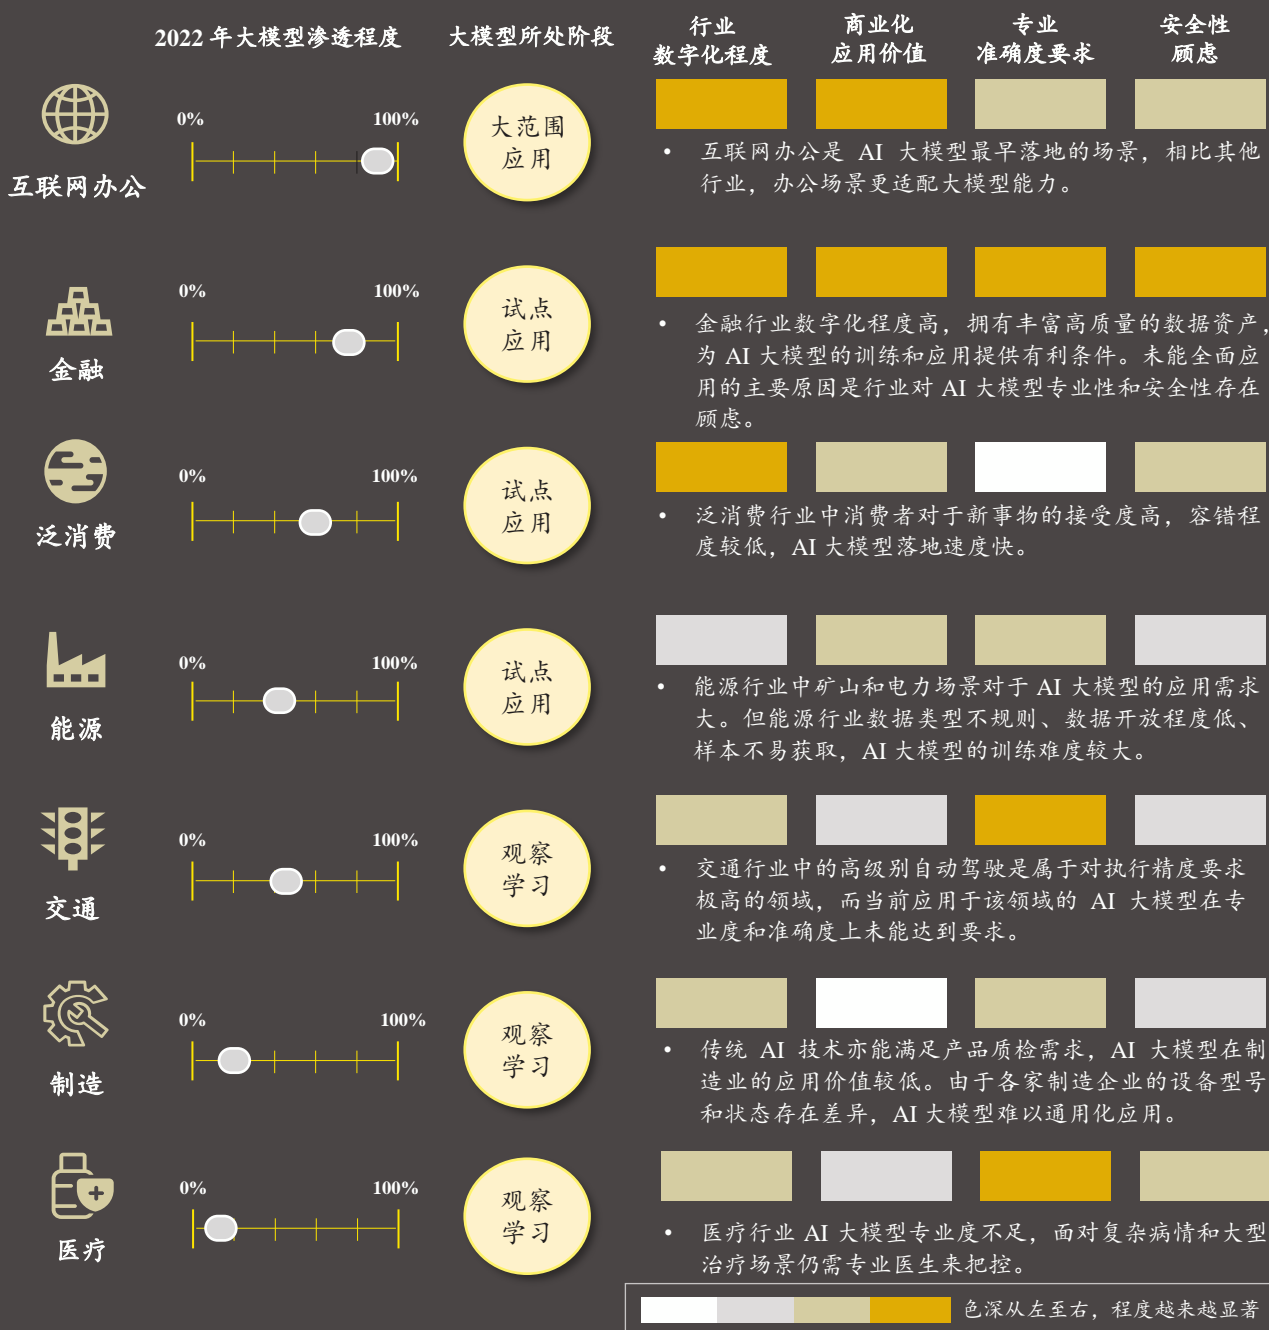 2022 年大模型渗透程度 大模型所处阶段 行业 商业化 专业 安全性
数字化程度 应用价值 准确度要求 顾虑
0% 100%
大范围
应用
互联网办公
• 互联网办公是 AI 大模型最早落地的场景，相比其他
行业，办公场景更适配大模型能力。
0% 100%
试点
应用
金融
• 金融行业数字化程度高，拥有丰富高质量的数据资产，
为 AI 大模型的训练和应用提供有利条件。未能全面应
用的主要原因是行业对 AI 大模型专业性和安全性存在
顾虑。
0% 100%
试点
应用
泛消费
• 泛消费行业中消费者对于新事物的接受度高，容错程
度较低，AI 大模型落地速度快。
0% 100%
试点
应用
能源
• 能源行业中矿山和电力场景对于 AI 大模型的应用需求
大。但能源行业数据类型不规则、数据开放程度低、
样本不易获取，AI 大模型的训练难度较大。
0% 100%
观察
学习
交通
• 交通行业中的高级别自动驾驶是属于对执行精度要求
极高的领域，而当前应用于该领域的 AI 大模型在专
业度和准确度上未能达到要求。
0% 100%
观察
学习
制造
• 传统 AI 技术亦能满足产品质检需求，AI 大模型在制
造业的应用价值较低。由于各家制造企业的设备型号
和状态存在差异，AI 大模型难以通用化应用。
0% 100%
观察
学习
医疗
• 医疗行业 AI 大模型专业度不足，面对复杂病情和大型
治疗场景仍需专业医生来把控。
色深从左至右，程度越来越显著